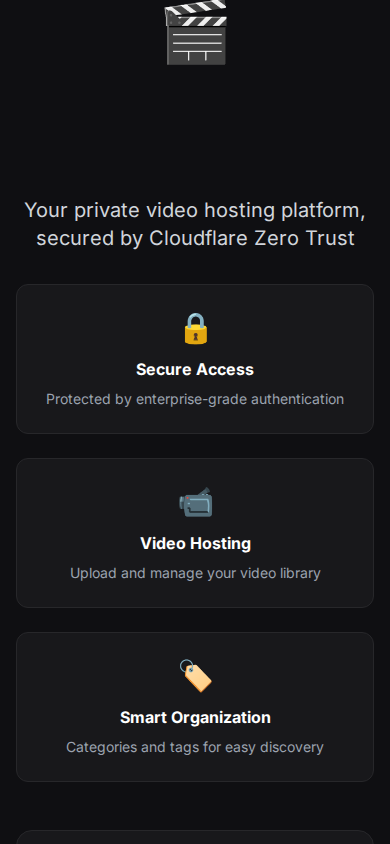 Your private video hosting platform,
secured by Cloudflare Zero Trust
Secure Access
Protected by enterprise-grade authentication
Video Hosting
Upload and manage your video library
Smart Organization
Categories and tags for easy discovery